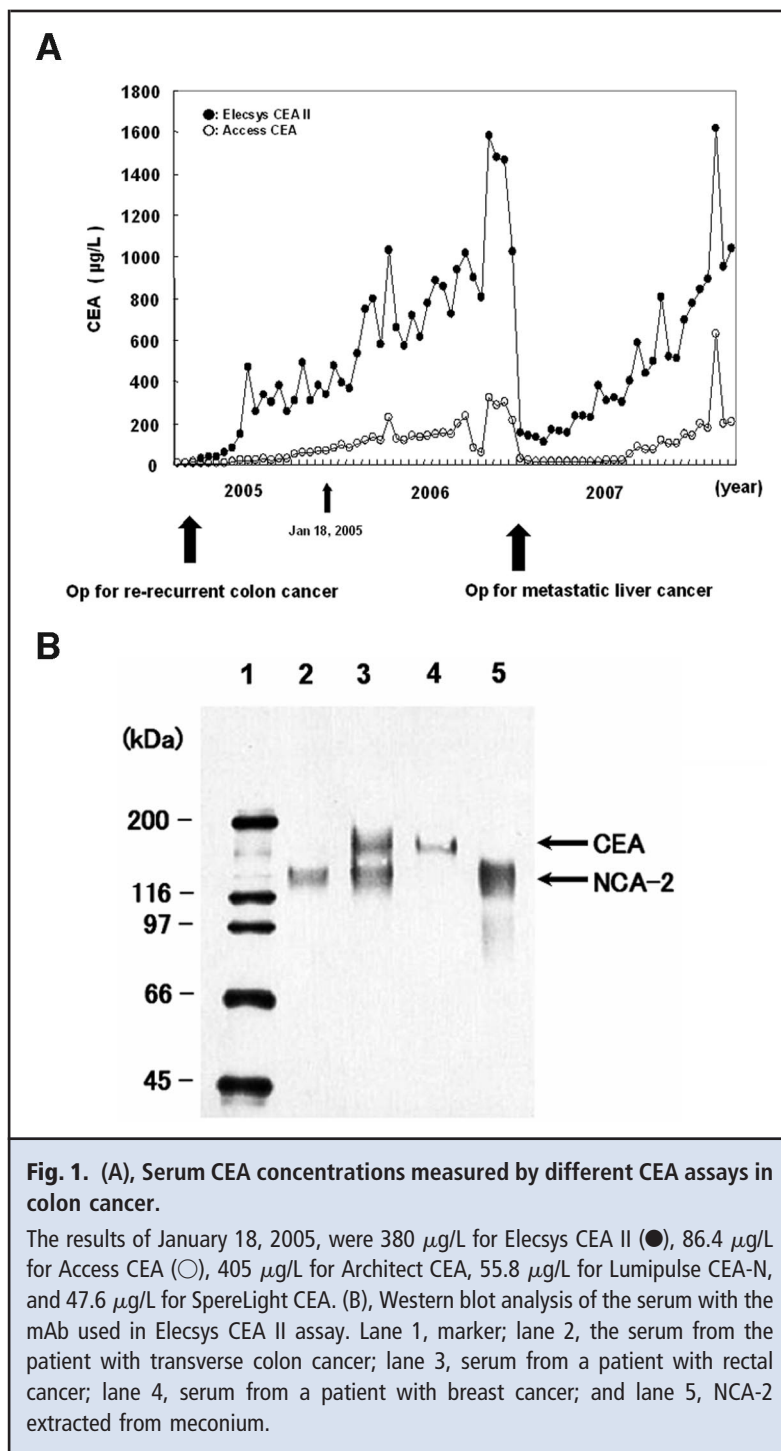 A
1800
1600
1400
1200
1000
800
600
400
200
0
CEA ( µg/L )
●: Elecsys CEA II
○: Access CEA
2005
2006
2007
(year)
Jan 18, 2005
Op for re-recurrent colon cancer
Op for metastatic liver cancer
B
1 2 3 4 5
(kDa)
200
CEA
NCA-2
116
97
66
45
Fig. 1. (A), Serum CEA concentrations measured by different CEA assays in
colon cancer.
The results of January 18, 2005, were 380 µg/L for Elecsys CEA II (●), 86.4 µg/L
for Access CEA (○), 405 µg/L for Architect CEA, 55.8 µg/L for Lumipulse CEA-N,
and 47.6 µg/L for SpereLight CEA. (B), Western blot analysis of the serum with the
mAb used in Elecsys CEA II assay. Lane 1, marker; lane 2, the serum from the
patient with transverse colon cancer; lane 3, serum from a patient with rectal
cancer; lane 4, serum from a patient with breast cancer; and lane 5, NCA-2
extracted from meconium.